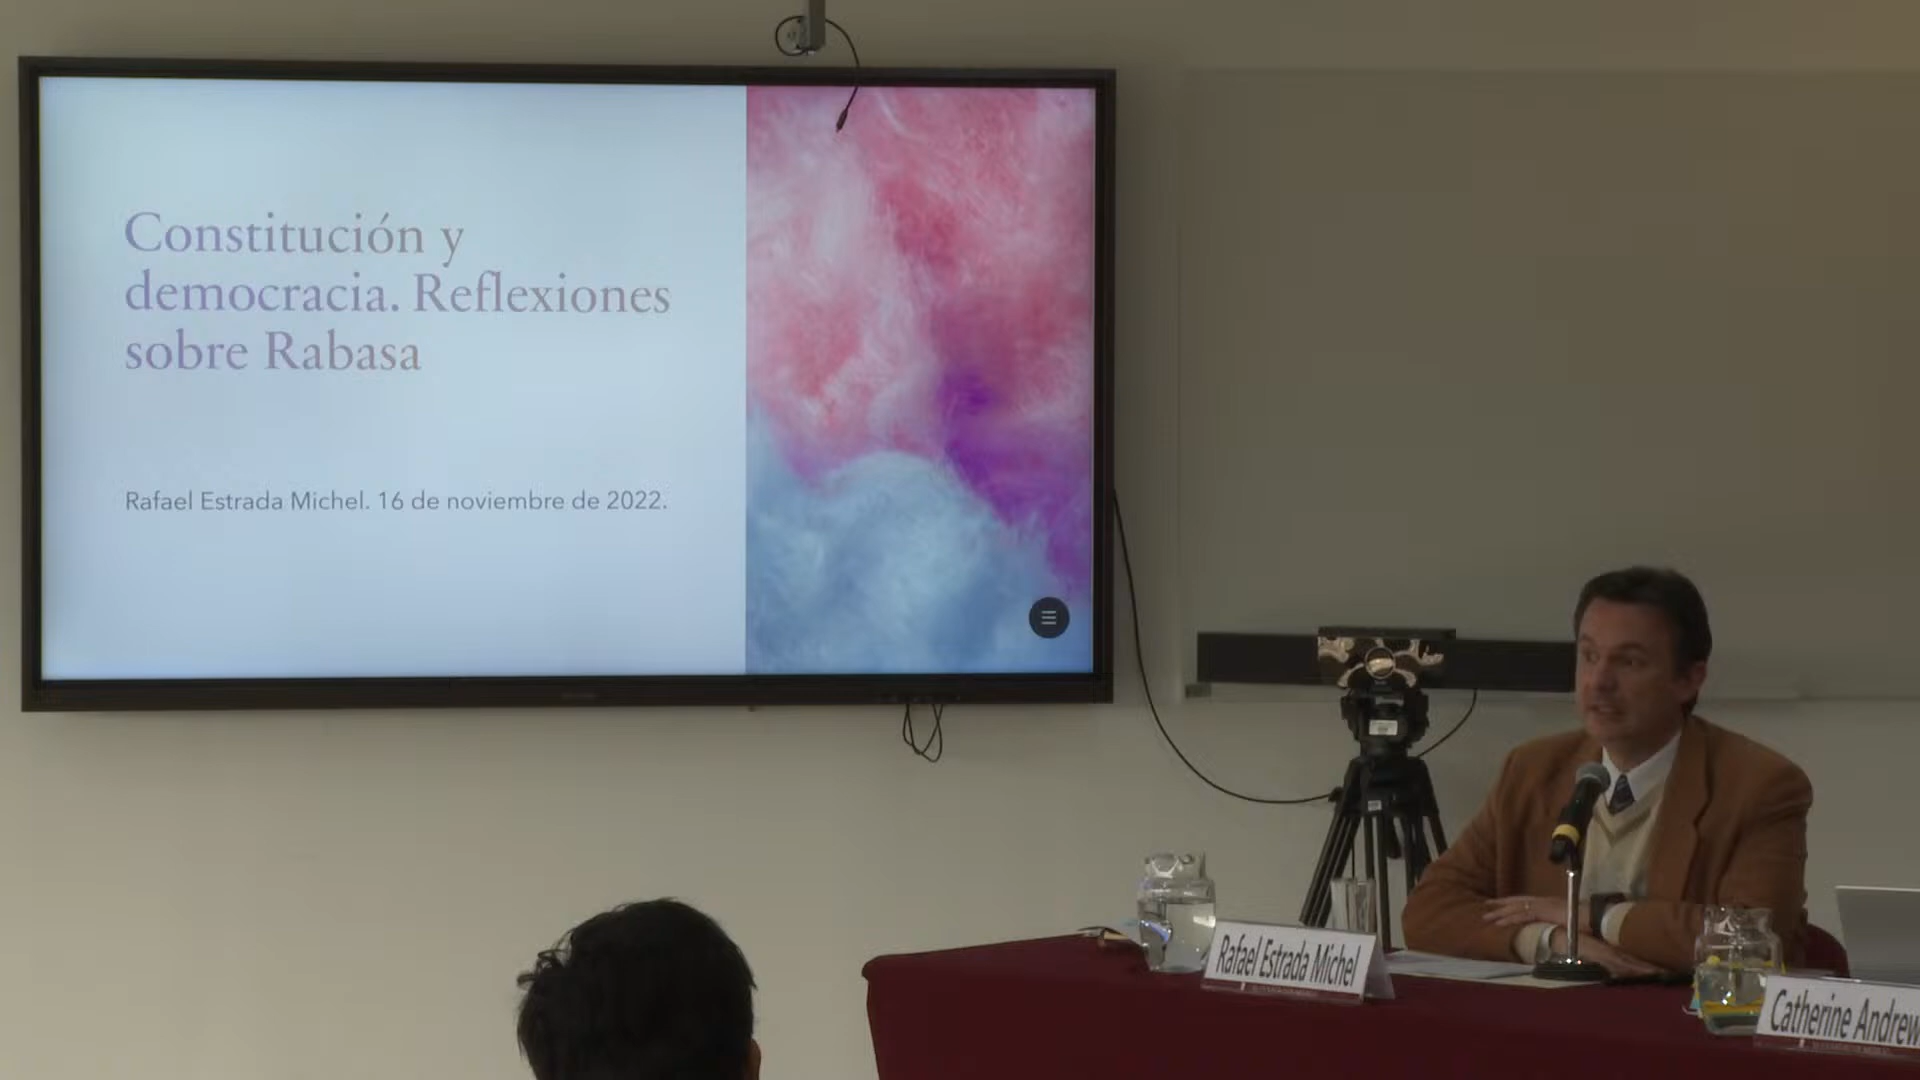 Constitución y
democracia. Reflexiones
sobre Rabasa
Rafael Estrada Michel. 16 de noviembre de 2022.
Rafael Estrada Michel
Catherine Andrew